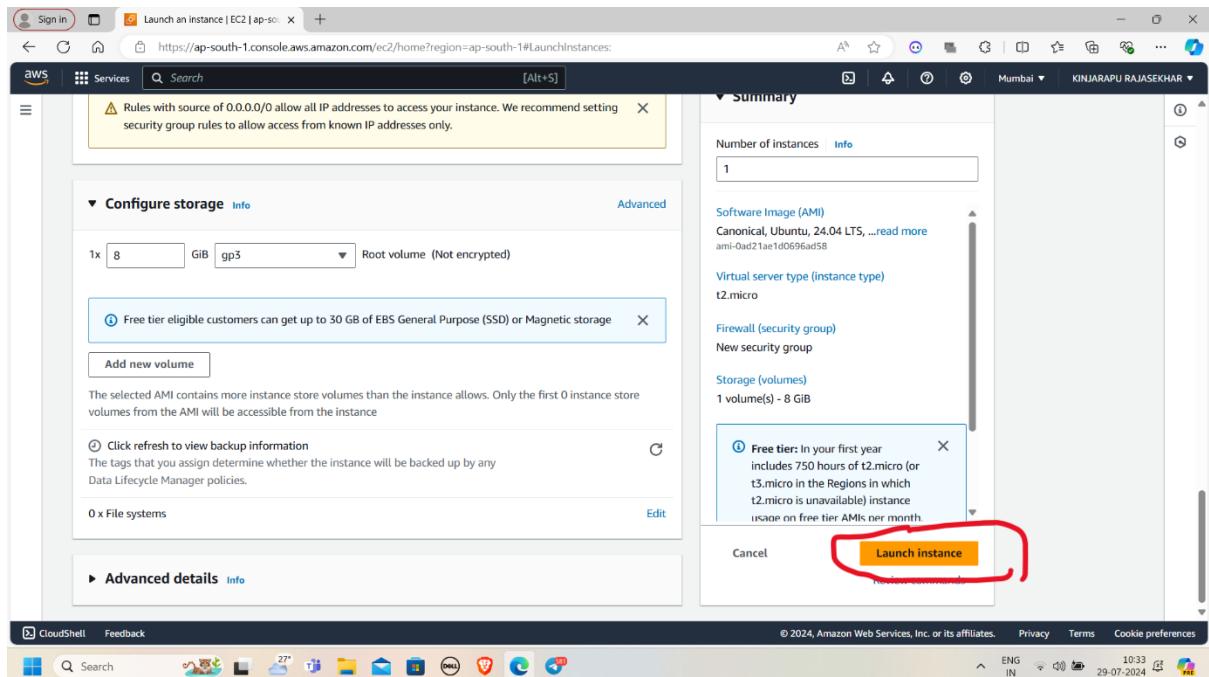 Sign in
Launch an instance | EC2 | ap-so
https://ap-south-1.console.aws.amazon.com/ec2/home?region=ap-south-1#LaunchInstances:
aws
Services
Search
[Alt+S]
Mumbai
KINJARAPU RAJASEKHAR
Rules with source of 0.0.0.0/0 allow all IP addresses to access your instance. We recommend setting
security group rules to allow access from known IP addresses only.
Configure storage Info
Advanced
1x 8 GiB gp3 Root volume (Not encrypted)
Free tier eligible customers can get up to 30 GB of EBS General Purpose (SSD) or Magnetic storage
Add new volume
The selected AMI contains more instance store volumes than the instance allows. Only the first 0 instance store
volumes from the AMI will be accessible from the instance
Click refresh to view backup information
The tags that you assign determine whether the instance will be backed up by any
Data Lifecycle Manager policies.
0 x File systems
Edit
Advanced details Info
Summary
Number of instances Info
1
Software Image (AMI)
Canonical, Ubuntu, 24.04 LTS, ...read more
ami-0ad21ae1d0696ad58
Virtual server type (instance type)
t2.micro
Firewall (security group)
New security group
Storage (volumes)
1 volume(s) - 8 GiB
Free tier: In your first year
includes 750 hours of t2.micro (or
t3.micro in the Regions in which
t2.micro is unavailable) instance
usage on free tier AMIs per month.
Cancel
Launch instance
Review commands
CloudShell
Feedback
© 2024, Amazon Web Services, Inc. or its affiliates.
Privacy
Terms
Cookie preferences
Search
27°
DELL
ENG
IN
10:33
29-07-2024
PRE